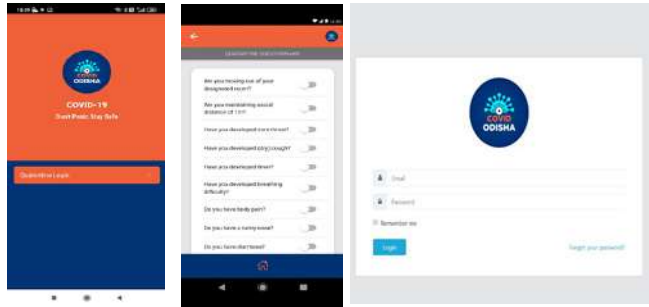 COVID
ODISHA
COVID-19
Don't Panic Stay Safe
Quarantine Login
QUARANTINE QUESTIONNAIRE
Are you moving out of your
designated room?
Are you maintaining social
distance of 1 m?
Have you developed sore throat?
Have you developed (dry) cough?
Have you developed fever?
Have you developed breathing
difficulty?
Do you have body pain?
Do you have a runny nose?
Do you have diarrhoea?
COVID
ODISHA
Email
Password
Remember me
Login
Forgot your password?